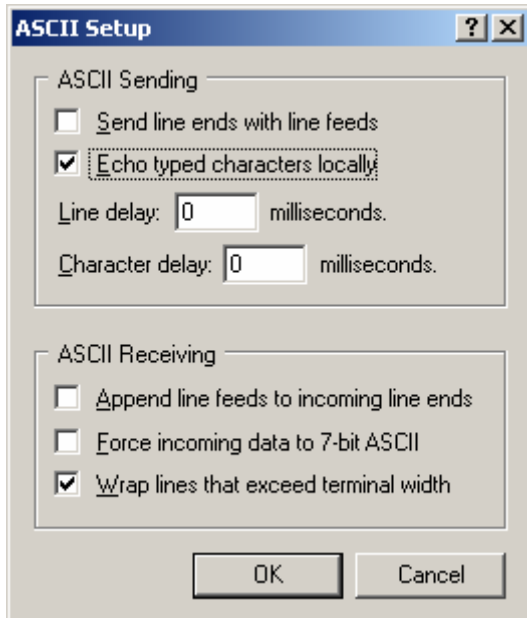 ASCII Setup
ASCII Sending
Send line ends with line feeds
Echo typed characters locally
Line delay: 0 milliseconds.
Character delay: 0 milliseconds.
ASCII Receiving
Append line feeds to incoming line ends
Force incoming data to 7-bit ASCII
Wrap lines that exceed terminal width
OK Cancel